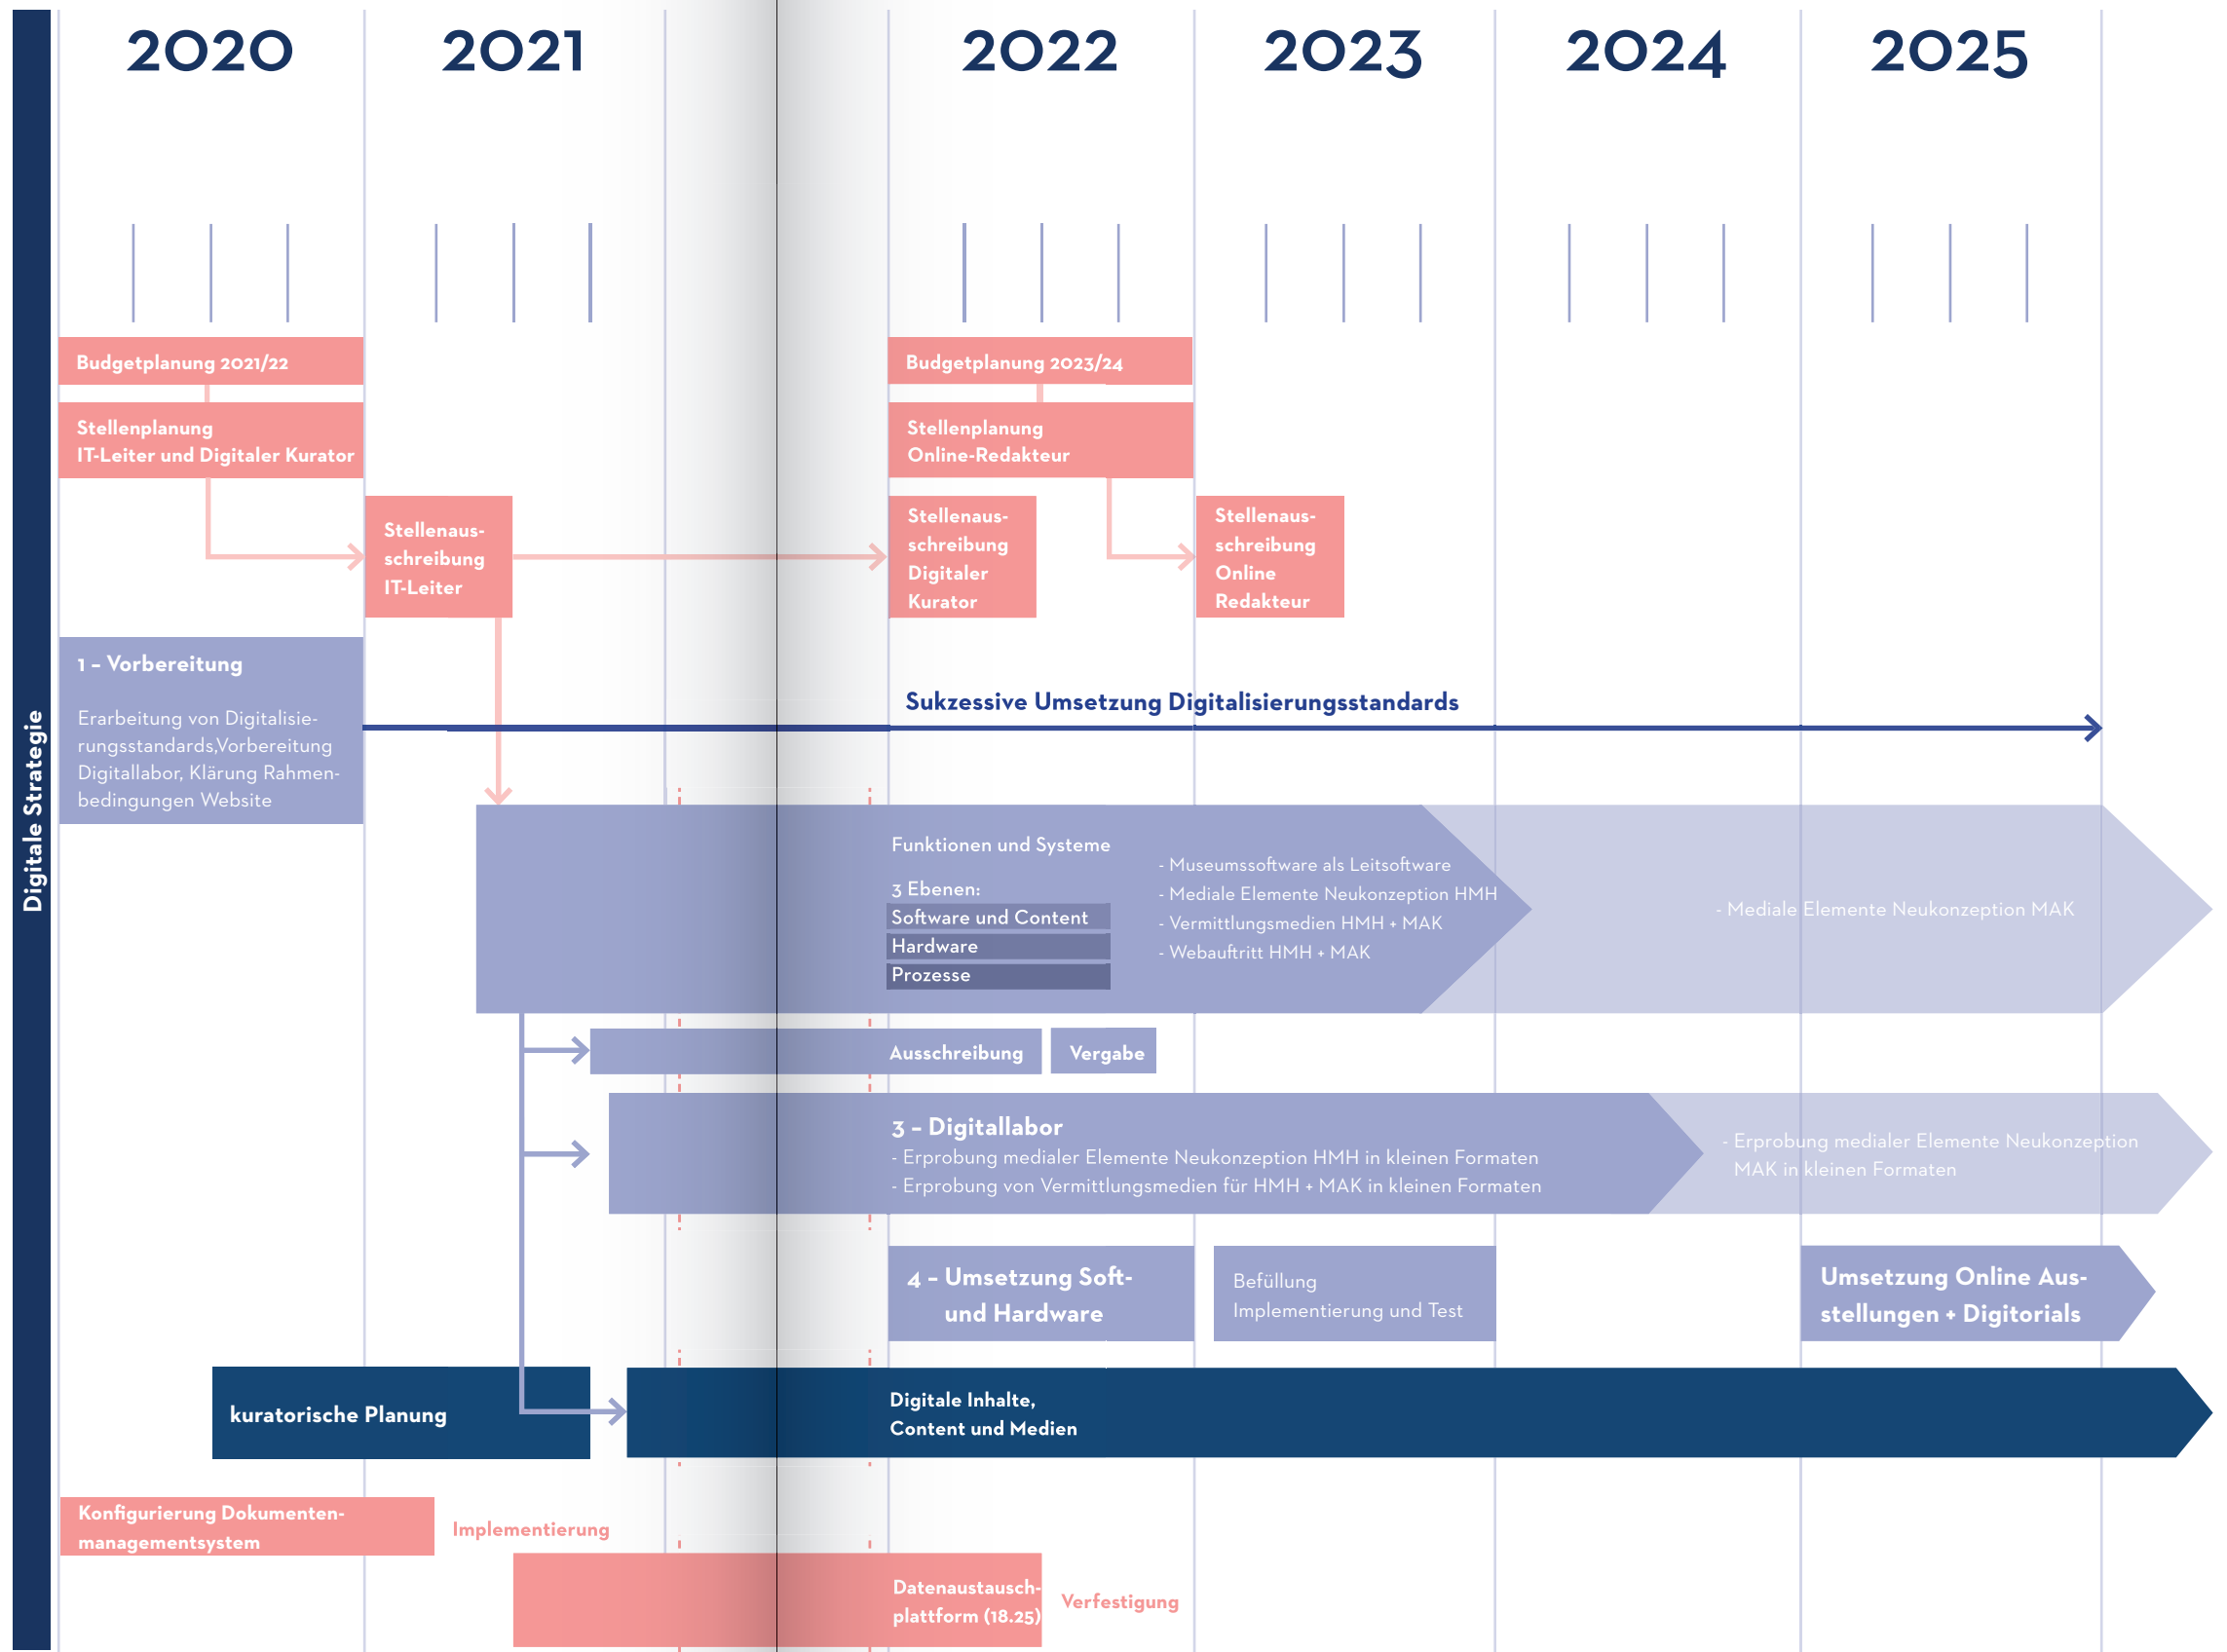 2020
2021
2022
2023
2024
2025
Digitale Strategie
Budgetplanung 2021/22
Stellenplanung
IT-Leiter und Digitaler Kurator
Stellenaus-
schreibung
IT-Leiter
Budgetplanung 2023/24
Stellenplanung
Online-Redakteur
Stellenaus-
schreibung
Digitaler
Kurator
Stellenaus-
schreibung
Online
Redakteur
1 – Vorbereitung
Erarbeitung von Digitalisie-
rungsstandards,Vorbereitung
Digitallabor, Klärung Rahmen-
bedingungen Website
Sukzessive Umsetzung Digitalisierungsstandards
Funktionen und Systeme
3 Ebenen:
Software und Content
Hardware
Prozesse
- Museumssoftware als Leitsoftware
- Mediale Elemente Neukonzeption HMH
- Vermittlungsmedien HMH + MAK
- Webauftritt HMH + MAK
- Mediale Elemente Neukonzeption MAK
Ausschreibung
Vergabe
3 – Digitallabor
- Erprobung medialer Elemente Neukonzeption HMH in kleinen Formaten
- Erprobung von Vermittlungsmedien für HMH + MAK in kleinen Formaten
- Erprobung medialer Elemente Neukonzeption
MAK in kleinen Formaten
4 – Umsetzung Soft-
und Hardware
Befüllung
Implementierung und Test
Umsetzung Online Aus-
stellungen + Digitorials
kuratorische Planung
Digitale Inhalte,
Content und Medien
Konfigurierung Dokumenten-
managementsystem
Implementierung
Datenaustausch-
plattform (18.25)
Verfestigung